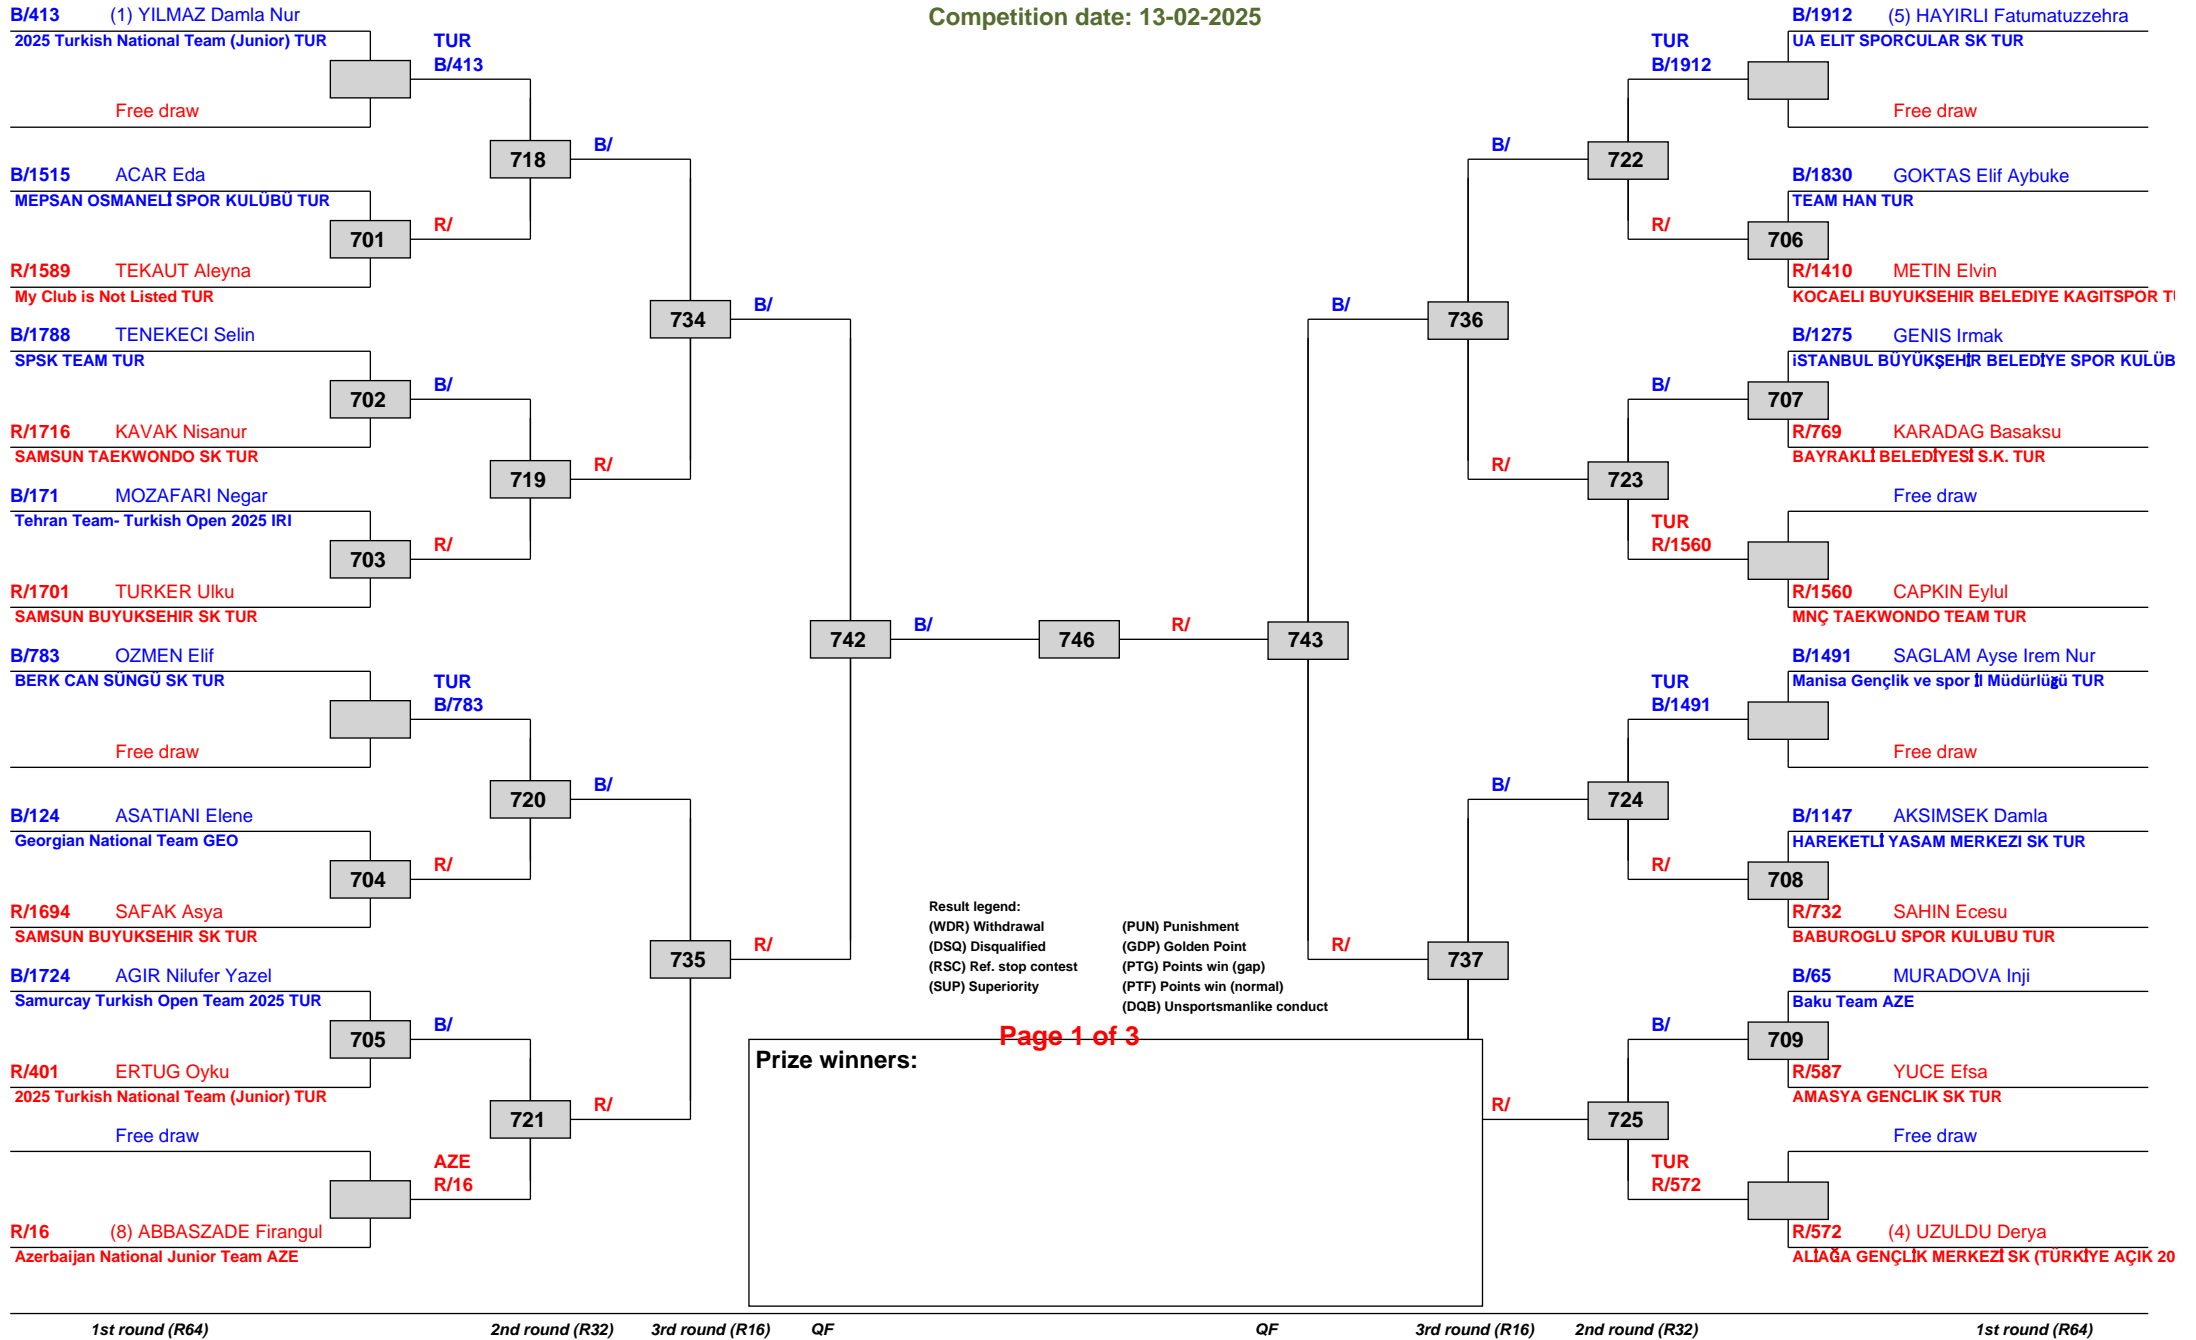 Competition date: 13-02-2025
B/413 (1) YILMAZ Damla Nur
2025 Turkish National Team (Junior) TUR
TUR
B/413
Free draw
718
B/
B/1515 ACAR Eda
MEPSAN OSMANELİ SPOR KULÜBÜ TUR
701
R/
R/1589 TEKAUT Aleyna
My Club is Not Listed TUR
734
B/
B/1788 TENEKECI Selin
SPSK TEAM TUR
702
B/
R/1716 KAVAK Nisanur
SAMSUN TAEKWONDO SK TUR
719
R/
B/171 MOZAFARI Negar
Tehran Team- Turkish Open 2025 IRI
703
R/
R/1701 TURKER Ulku
SAMSUN BUYUKSEHIR SK TUR
742
B/
746
R/
743
B/783 OZMEN Elif
BERK CAN SÜNGÜ SK TUR
TUR
B/783
Free draw
720
B/
B/124 ASATIANI Elene
Georgian National Team GEO
704
R/
R/1694 SAFAK Asya
SAMSUN BUYUKSEHIR SK TUR
735
R/
B/1724 AGIR Nilufer Yazel
Samurcay Turkish Open Team 2025 TUR
705
B/
R/401 ERTUG Oyku
2025 Turkish National Team (Junior) TUR
721
R/
Free draw
AZE
R/16
R/16 (8) ABBASZADE Firangul
Azerbaijan National Junior Team AZE
B/1912 (5) HAYIRLI Fatumatuzzehra
UA ELIT SPORCULAR SK TUR
TUR
B/1912
Free draw
B/
722
B/1830 GOKTAS Elif Aybuke
TEAM HAN TUR
R/
706
R/1410 METIN Elvin
KOCAELI BUYUKSEHIR BELEDIYE KAGITSPOR TU
B/
736
B/1275 GENIS Irmak
iSTANBUL BÜYÜKŞEHİR BELEDİYE SPOR KULÜB
B/
707
R/769 KARADAG Basaksu
BAYRAKLİ BELEDİYESİ S.K. TUR
R/
723
Free draw
TUR
R/1560
R/1560 CAPKIN Eylul
MNÇ TAEKWONDO TEAM TUR
B/1491 SAGLAM Ayse Irem Nur
Manisa Gençlik ve spor İl Müdürlüğü TUR
TUR
B/1491
Free draw
B/
724
B/1147 AKSIMSEK Damla
HAREKETLİ YASAM MERKEZI SK TUR
R/
708
R/732 SAHIN Ecesu
BABUROGLU SPOR KULUBU TUR
R/
737
B/65 MURADOVA Inji
Baku Team AZE
B/
709
R/587 YUCE Efsa
AMASYA GENCLIK SK TUR
R/
725
Free draw
TUR
R/572
R/572 (4) UZULDU Derya
ALİAĞA GENÇLİK MERKEZİ SK (TÜRKİYE AÇIK 20
Result legend:
(WDR) Withdrawal (PUN) Punishment
(DSQ) Disqualified (GDP) Golden Point
(RSC) Ref. stop contest (PTG) Points win (gap)
(SUP) Superiority (PTF) Points win (normal)
(DQB) Unsportsmanlike conduct
Page 1 of 3
Prize winners:
1st round (R64) 2nd round (R32) 3rd round (R16) QF QF 3rd round (R16) 2nd round (R32) 1st round (R64)